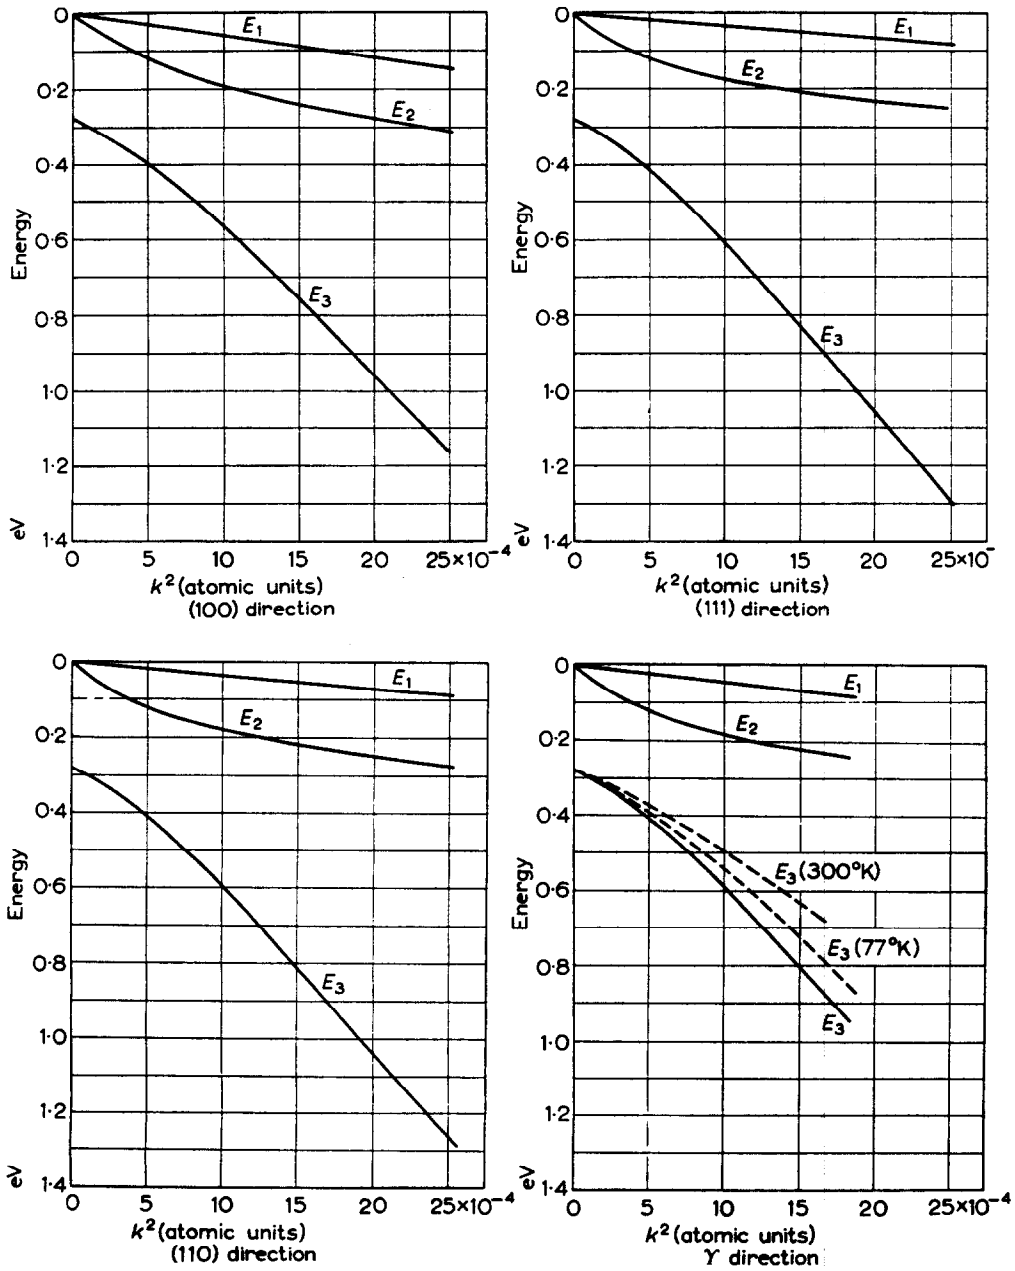 0
0·2
0·4
0·6
0·8
1·0
1·2
1·4
Energy
eV
E1
E2
E3
0 5 10 15 20 25×10⁻⁴
k²(atomic units)
(100) direction
0
0·2
0·4
0·6
0·8
1·0
1·2
1·4
Energy
eV
E1
E2
E3
0 5 10 15 20 25×10⁻
k²(atomic units)
(111) direction
0
0·2
0·4
0·6
0·8
1·0
1·2
1·4
Energy
eV
E1
E2
E3
0 5 10 15 20 25×10⁻⁴
k²(atomic units)
(110) direction
0
0·2
0·4
0·6
0·8
1·0
1·2
1·4
Energy
eV
E1
E2
E3(300°K)
E3(77°K)
E3
0 5 10 15 20 25×10⁻⁴
k²(atomic units)
ϒ direction